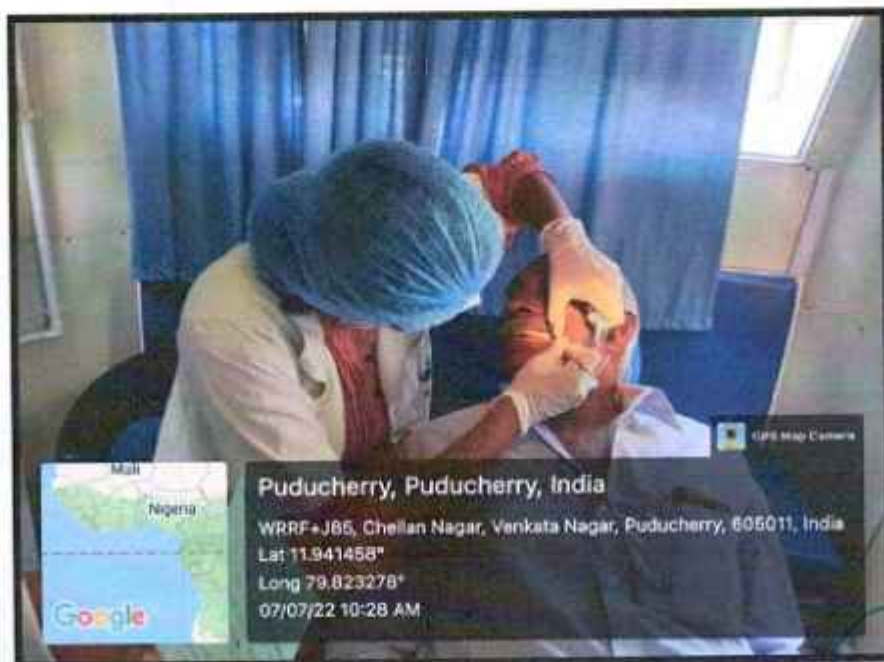 GPS Map Camera
Mali
Nigeria
Google
Puducherry, Puducherry, India
WRRF+J85, Chellan Nagar, Venkata Nagar, Puducherry, 605011, India
Lat 11.941458°
Long 79.823278°
07/07/22 10:28 AM